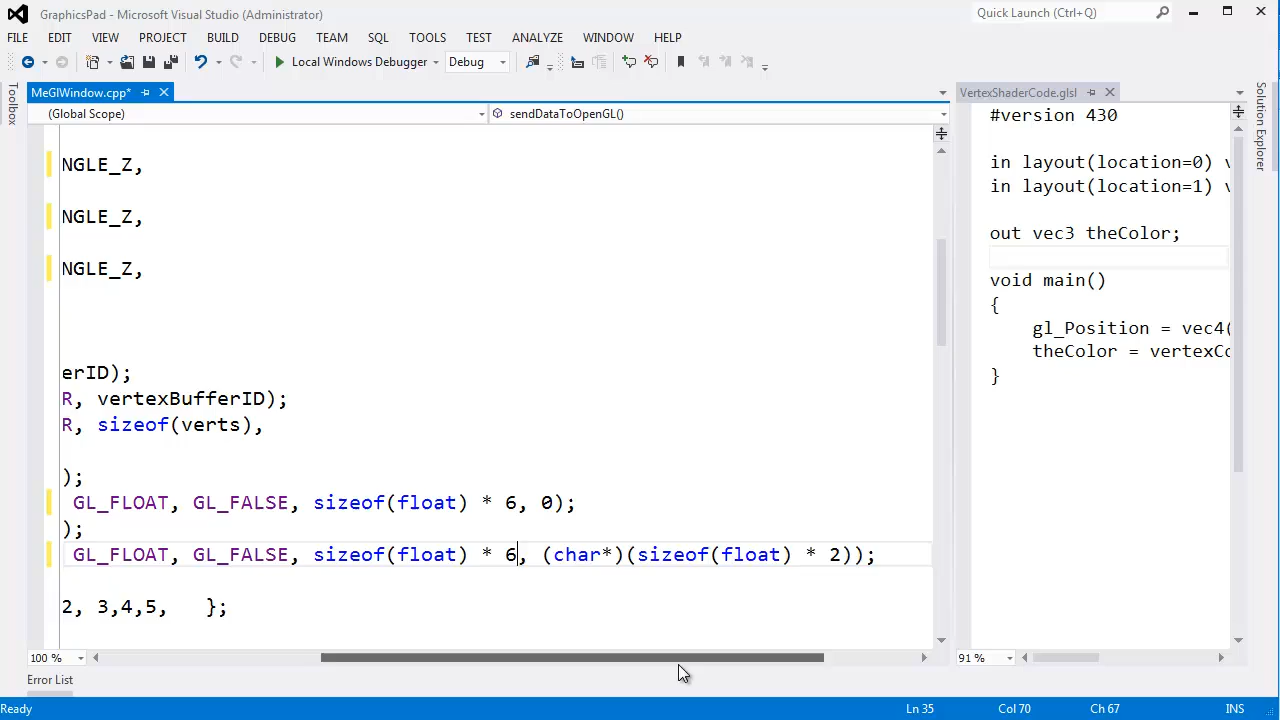 GraphicsPad - Microsoft Visual Studio (Administrator)
Quick Launch (Ctrl+Q)
FILE EDIT VIEW PROJECT BUILD DEBUG TEAM SQL TOOLS TEST ANALYZE WINDOW HELP
Local Windows Debugger Debug
Toolbox
MeGlWindow.cpp*
(Global Scope) sendDataToOpenGL()
NGLE_Z,
NGLE_Z,
NGLE_Z,
erID);
R, vertexBufferID);
R, sizeof(verts),
);
GL_FLOAT, GL_FALSE, sizeof(float) * 6, 0);
);
GL_FLOAT, GL_FALSE, sizeof(float) * 6, (char*)(sizeof(float) * 2));
2, 3,4,5,   };
100 %
VertexShaderCode.glsl
#version 430
in layout(location=0) v
in layout(location=1) v
out vec3 theColor;
void main()
{
gl_Position = vec4(
theColor = vertexCo
}
91 %
Solution Explorer
Error List
Ready Ln 35 Col 70 Ch 67 INS